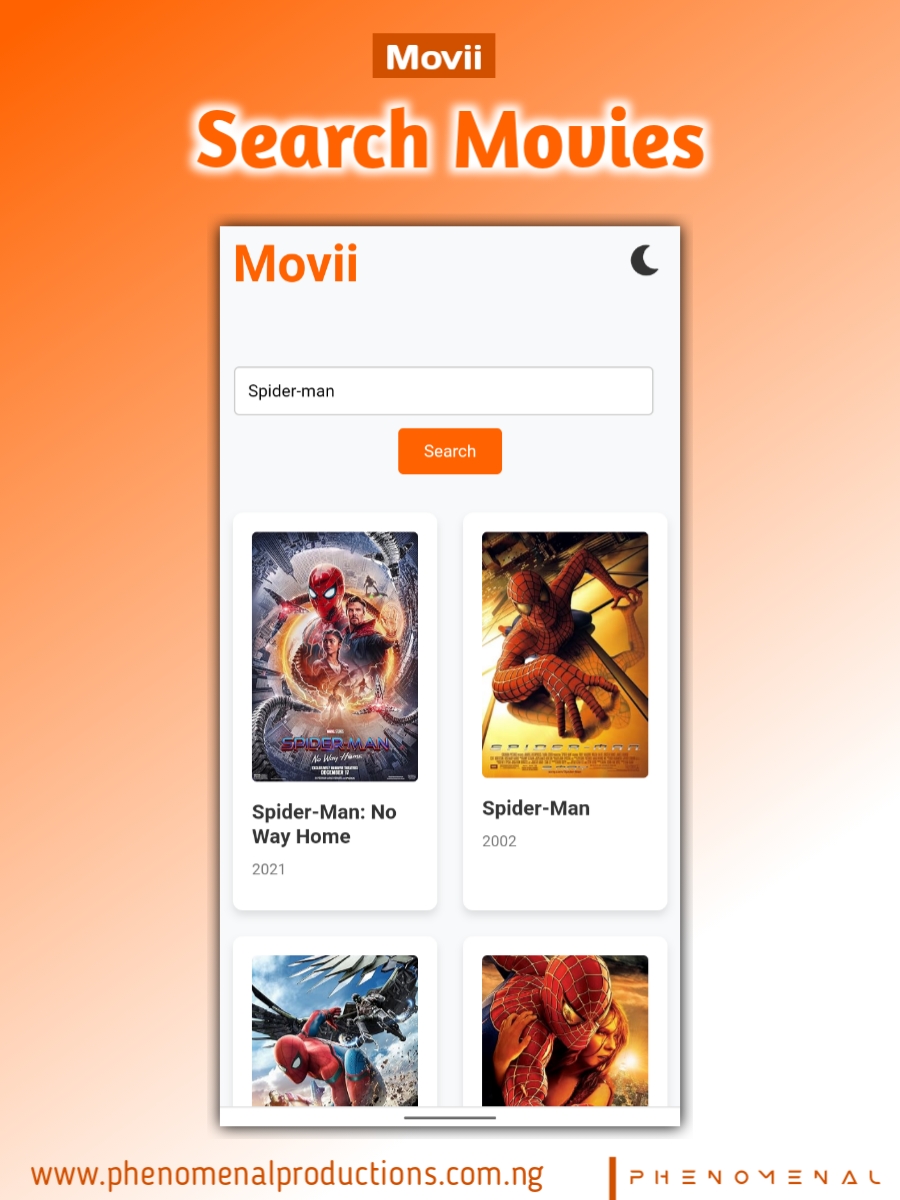 Movii
Search Movies
Movii
Spider-man
Search
SPIDER-MAN
No Way Home
DECEMBER 17
SPIDER-MAN
Spider-Man: No
Way Home
2021
Spider-Man
2002
www.phenomenalproductions.com.ng
PHENOMENAL